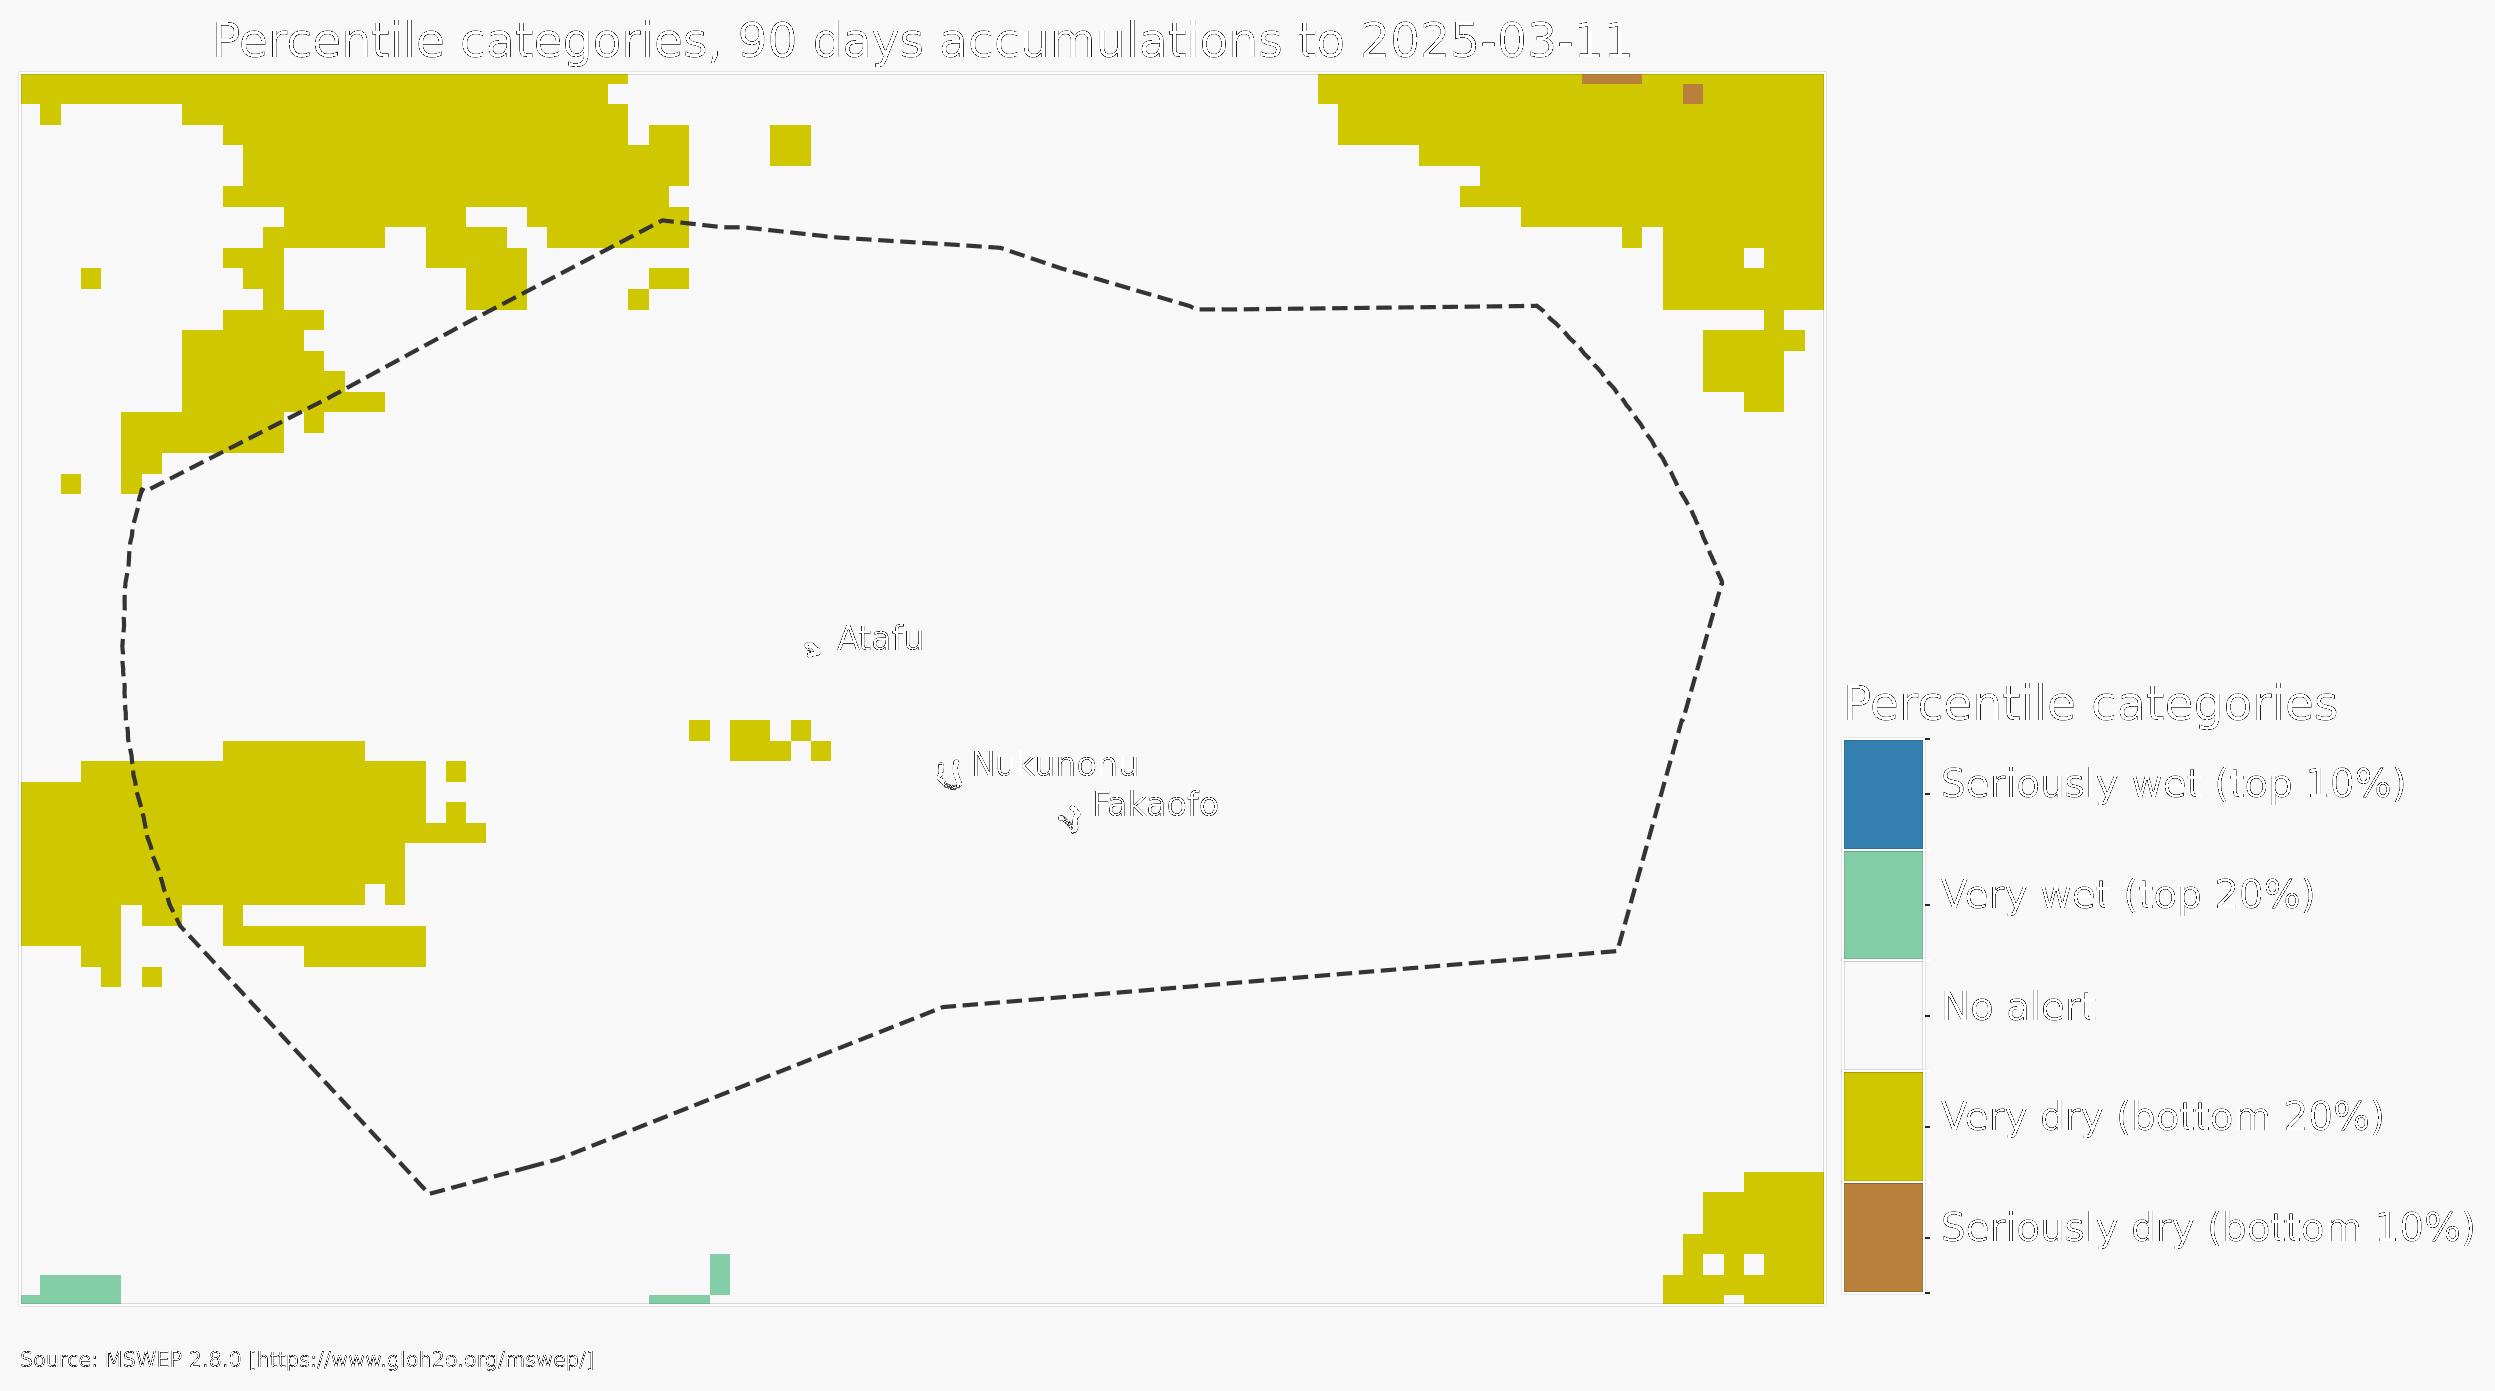 Percentile categories, 90 days accumulations to 2025-03-11
Atafu
Nukunonu
Fakaofo
Percentile categories
Seriously wet (top 10%)
Very wet (top 20%)
No alert
Very dry (bottom 20%)
Seriously dry (bottom 10%)
Source: MSWEP 2.8.0 [https://www.gloh2o.org/mswep/]